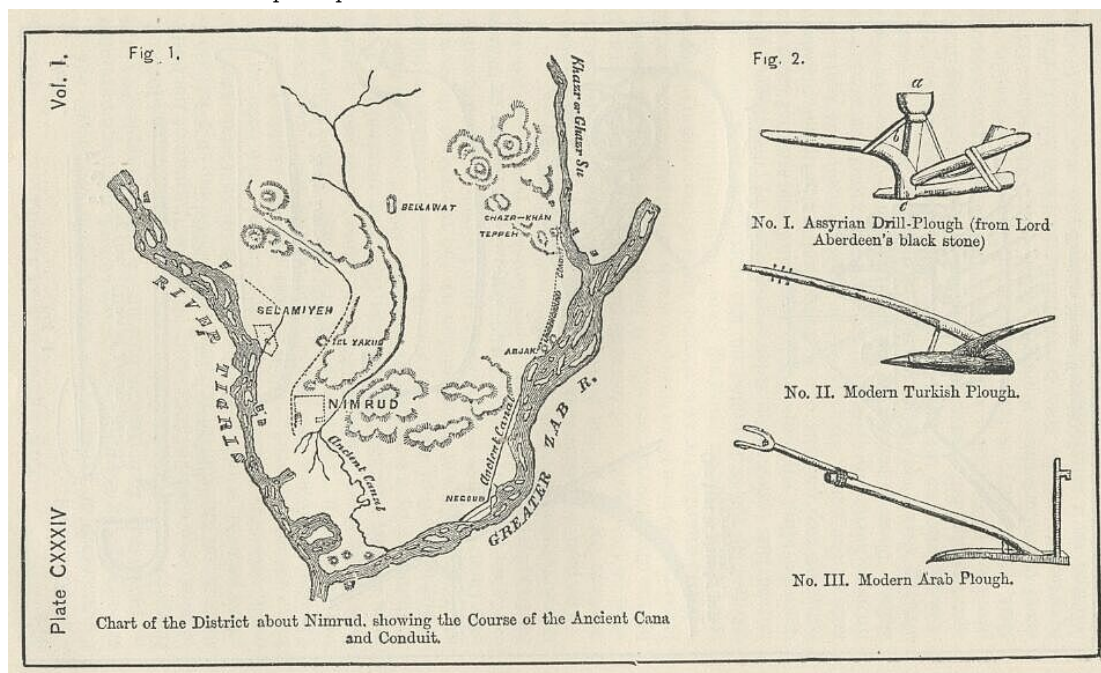 Plate CXXXIV
Vol. I.
Fig 1.
Khazr or Ghazr Su
BELLAWAT
GHAZR-KHAN
TEPPEH
RIVER TIGRIS
SELAMIYEH
TEL YAKUB
ABJAK
NIMRUD
Ancient Canal
Ancient Canal
NEGOUB
GREATER ZAB R.
Chart of the District about Nimrud, showing the Course of the Ancient Cana
and Conduit.
Fig. 2.
a
b
c
No. I. Assyrian Drill-Plough (from Lord
Aberdeen's black stone)
No. II. Modern Turkish Plough.
No. III. Modern Arab Plough.